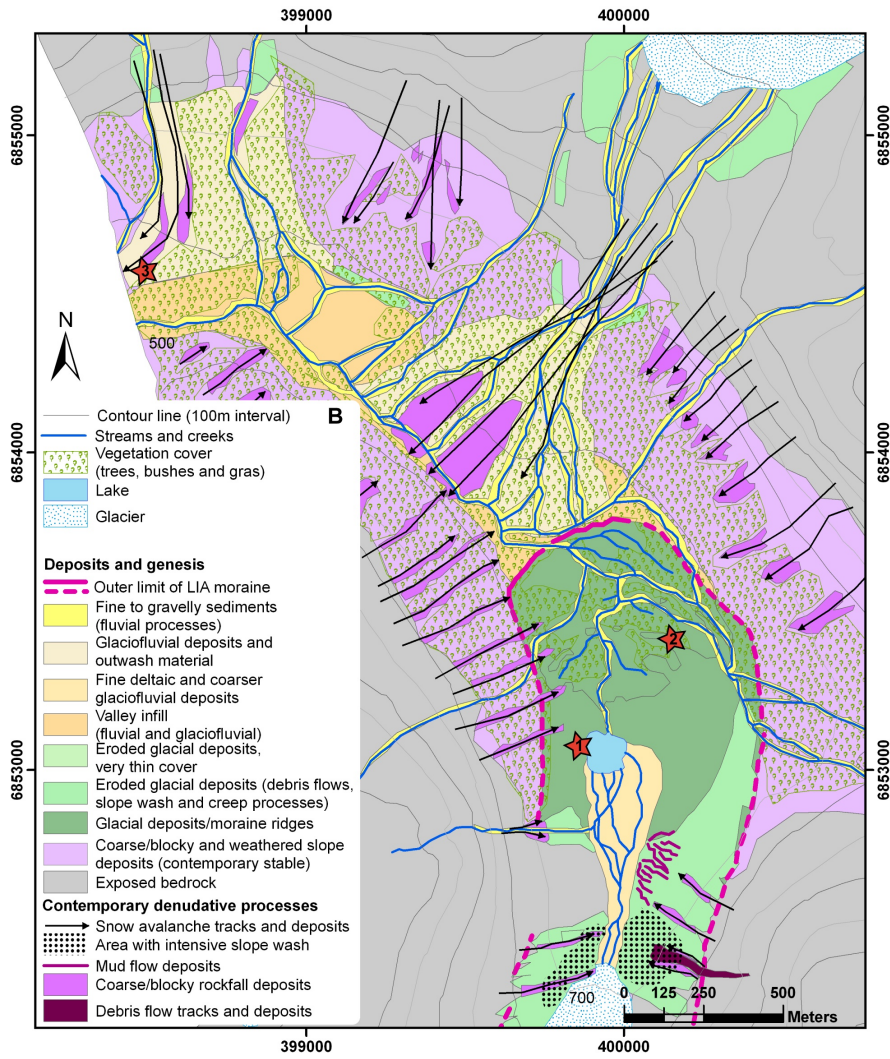 399000 400000
6855000 6855000
3
500
N
B
Contour line (100m interval)
Streams and creeks
Vegetation cover
(trees, bushes and gras)
Lake
Glacier
6854000 6854000
Deposits and genesis
Outer limit of LIA moraine
Fine to gravelly sediments
(fluvial processes)
Glaciofluvial deposits and
outwash material
Fine deltaic and coarser
glaciofluvial deposits
Valley infill
(fluvial and glaciofluvial)
Eroded glacial deposits,
very thin cover
Eroded glacial deposits (debris flows,
slope wash and creep processes)
Glacial deposits/moraine ridges
Coarse/blocky and weathered slope
deposits (contemporary stable)
Exposed bedrock
Contemporary denudative processes
Snow avalanche tracks and deposits
Area with intensive slope wash
Mud flow deposits
Coarse/blocky rockfall deposits
Debris flow tracks and deposits
2
1
6853000 6853000
700
0 125 250 500
Meters
399000 400000